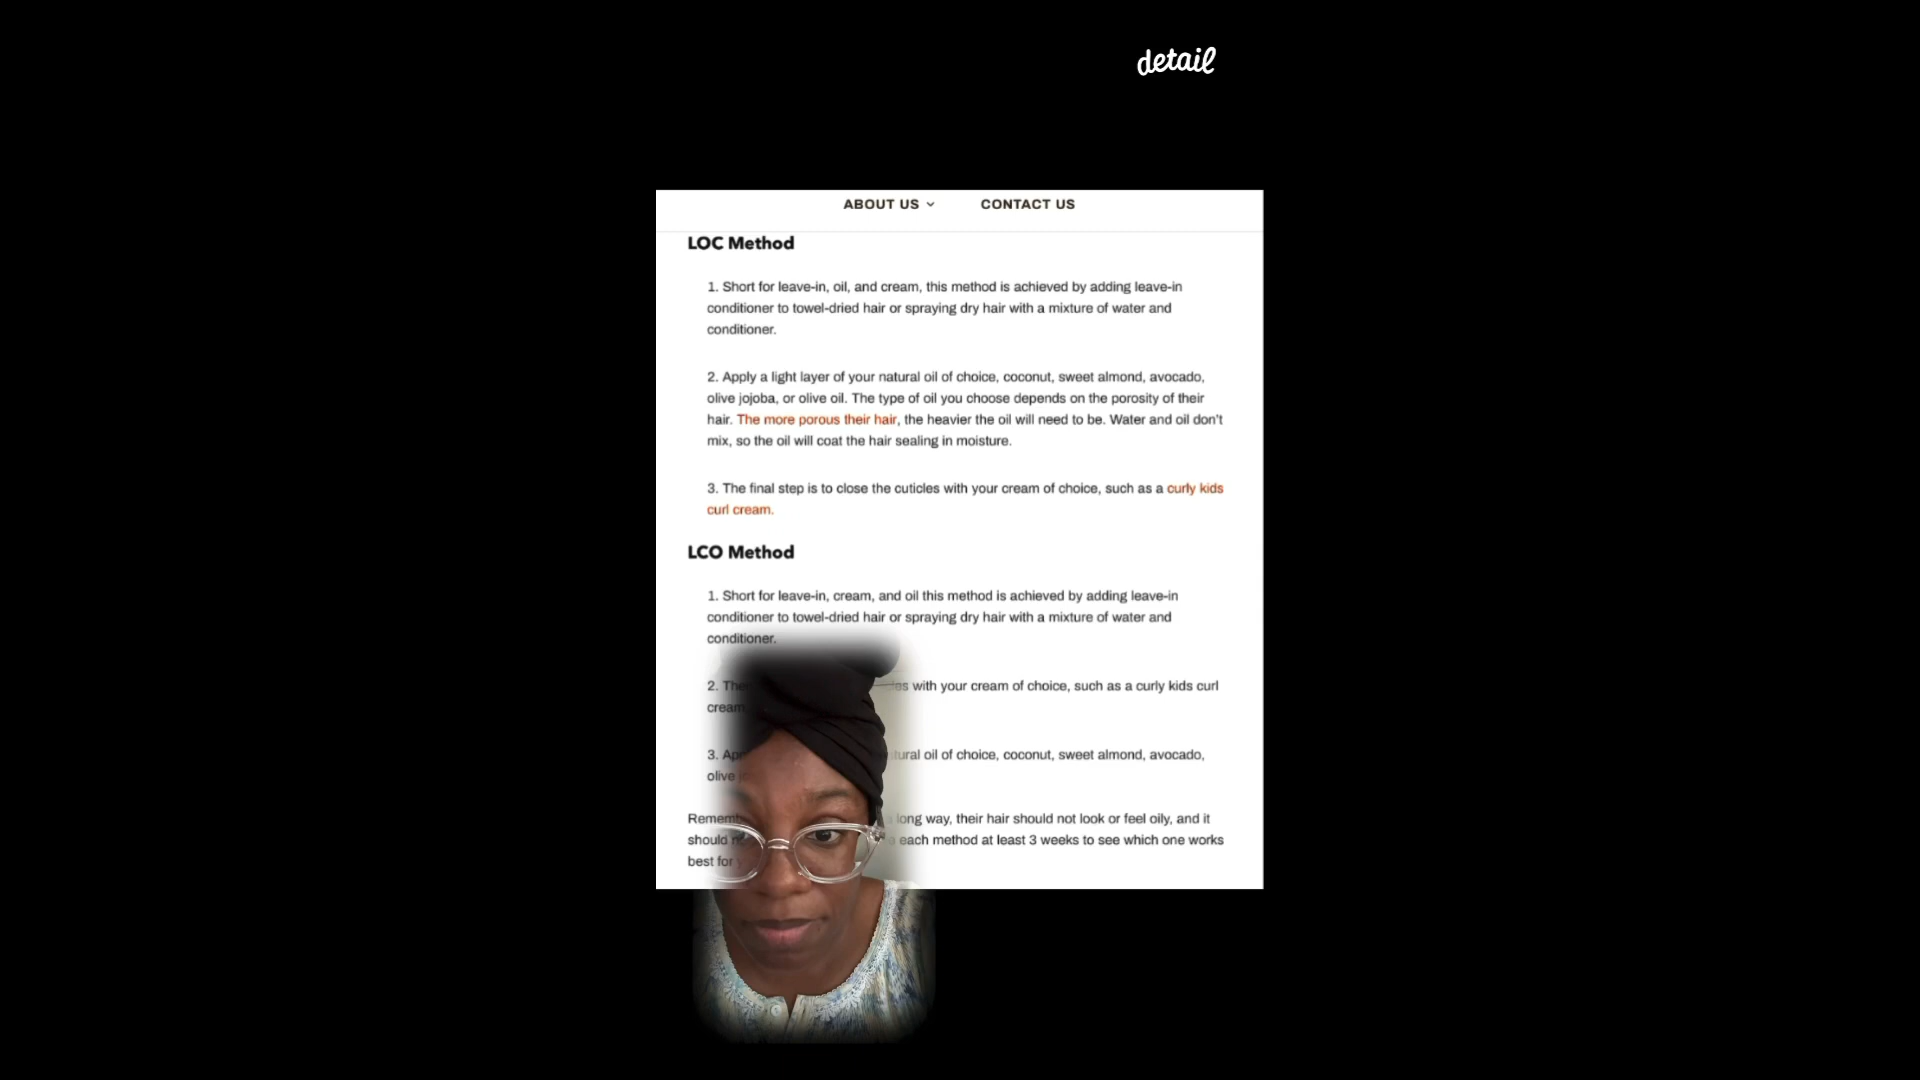 detail
ABOUT US
CONTACT US
LOC Method
1. Short for leave-in, oil, and cream, this method is achieved by adding leave-in
conditioner to towel-dried hair or spraying dry hair with a mixture of water and
conditioner.
2. Apply a light layer of your natural oil of choice, coconut, sweet almond, avocado,
olive jojoba, or olive oil. The type of oil you choose depends on the porosity of their
hair. The more porous their hair, the heavier the oil will need to be. Water and oil don't
mix, so the oil will coat the hair sealing in moisture.
3. The final step is to close the cuticles with your cream of choice, such as a curly kids
curl cream.
LCO Method
1. Short for leave-in, cream, and oil this method is achieved by adding leave-in
conditioner to towel-dried hair or spraying dry hair with a mixture of water and
conditioner.
2. with your cream of choice, such as a curly kids curl
cream
3. oil of choice, coconut, sweet almond, avocado,
olive
long way, their hair should not look or feel oily, and it
should each method at least 3 weeks to see which one works
best for